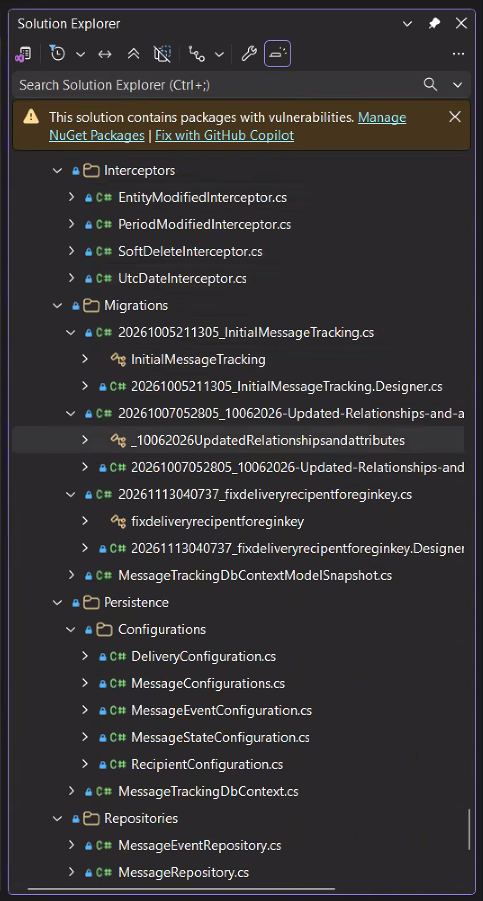 Solution Explorer
Search Solution Explorer (Ctrl+;)
This solution contains packages with vulnerabilities. Manage
NuGet Packages | Fix with GitHub Copilot
Interceptors
C# EntityModifiedInterceptor.cs
C# PeriodModifiedInterceptor.cs
C# SoftDeleteInterceptor.cs
C# UtcDateInterceptor.cs
Migrations
C# 20261005211305_InitialMessageTracking.cs
InitialMessageTracking
C# 20261005211305_InitialMessageTracking.Designer.cs
C# 20261007052805_10062026-Updated-Relationships-and-a
_10062026UpdatedRelationshipsandattributes
C# 20261007052805_10062026-Updated-Relationships-and
C# 20261113040737_fixdeliveryrecipentforeginkey.cs
fixdeliveryrecipentforeginkey
C# 20261113040737_fixdeliveryrecipentforeginkey.Designer
C# MessageTrackingDbContextModelSnapshot.cs
Persistence
Configurations
C# DeliveryConfiguration.cs
C# MessageConfigurations.cs
C# MessageEventConfiguration.cs
C# MessageStateConfiguration.cs
C# RecipientConfiguration.cs
C# MessageTrackingDbContext.cs
Repositories
C# MessageEventRepository.cs
C# MessageRepository.cs